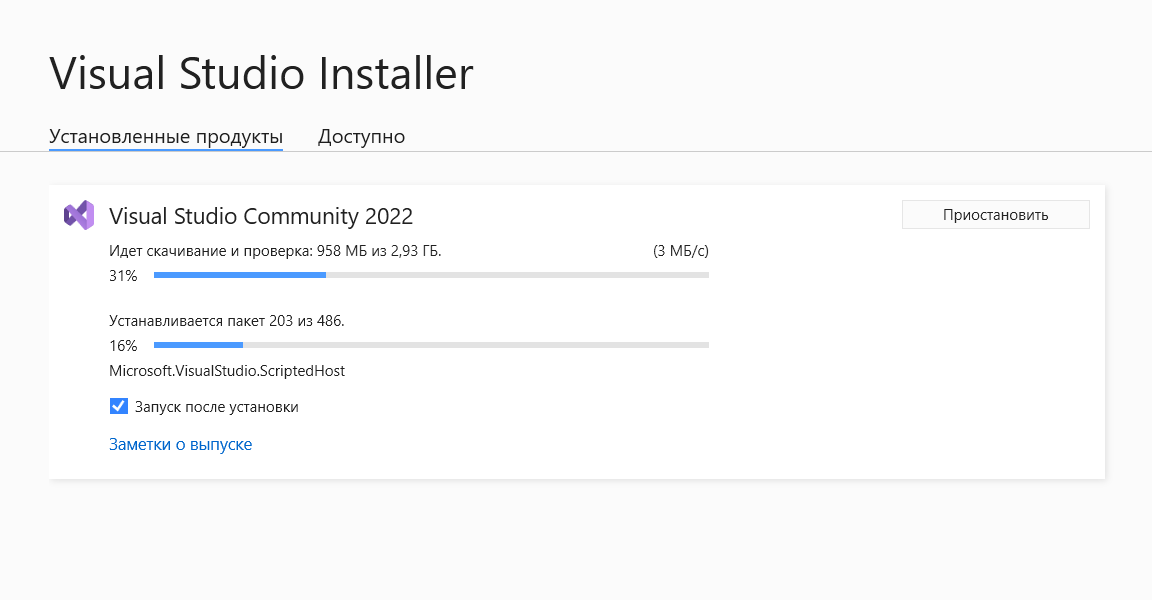 Visual Studio Installer
Установленные продукты Доступно
Visual Studio Community 2022
Приостановить
Идет скачивание и проверка: 958 МБ из 2,93 ГБ. (3 МБ/с)
31%
Устанавливается пакет 203 из 486.
16%
Microsoft.VisualStudio.ScriptedHost
Запуск после установки
Заметки о выпуске